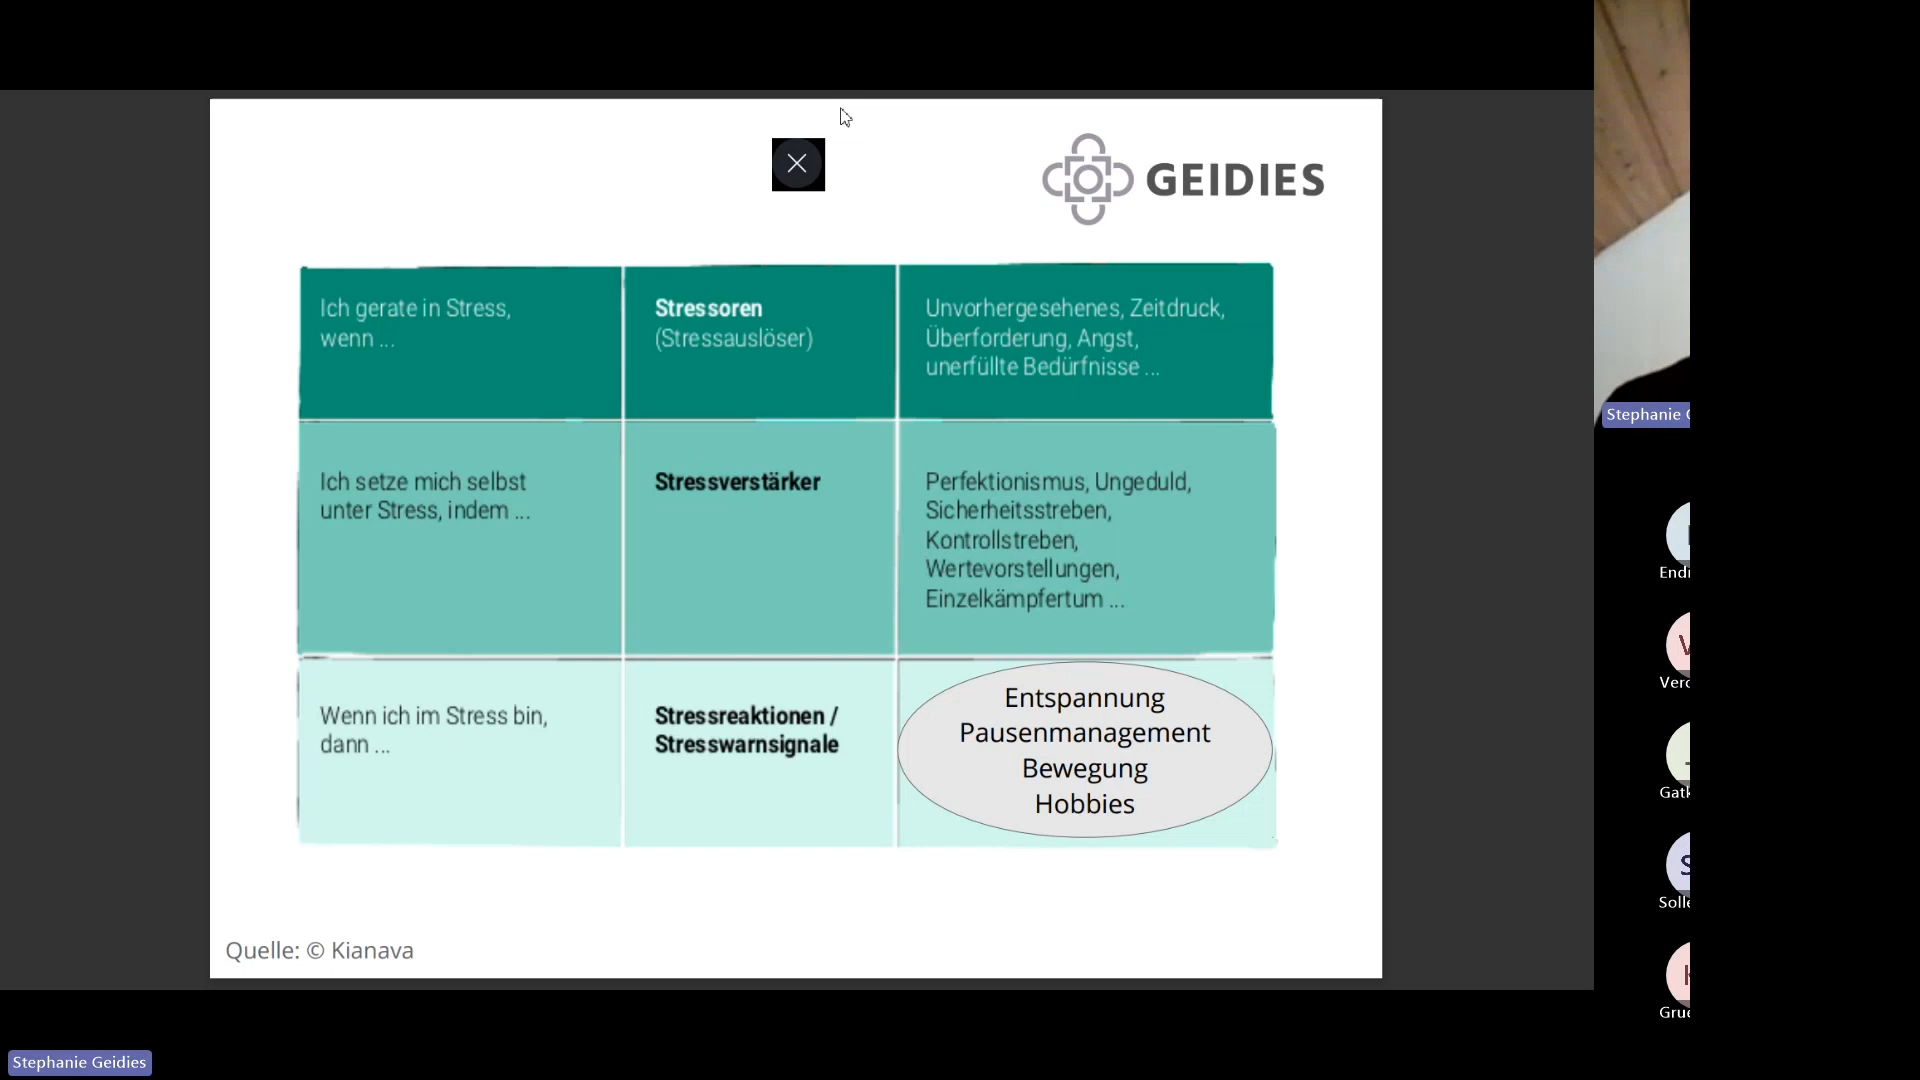 GEIDIES
Ich gerate in Stress,
wenn ...
Stressoren
(Stressauslöser)
Unvorhergesehenes, Zeitdruck,
Überforderung, Angst,
unerfüllte Bedürfnisse ...
Ich setze mich selbst
unter Stress, indem ...
Stressverstärker
Perfektionismus, Ungeduld,
Sicherheitsstreben,
Kontrollstreben,
Wertevorstellungen,
Einzelkämpfertum ...
Wenn ich im Stress bin,
dann ...
Stressreaktionen /
Stresswarnsignale
Entspannung
Pausenmanagement
Bewegung
Hobbies
Quelle: © Kianava
Stephanie Geidies
Stephanie